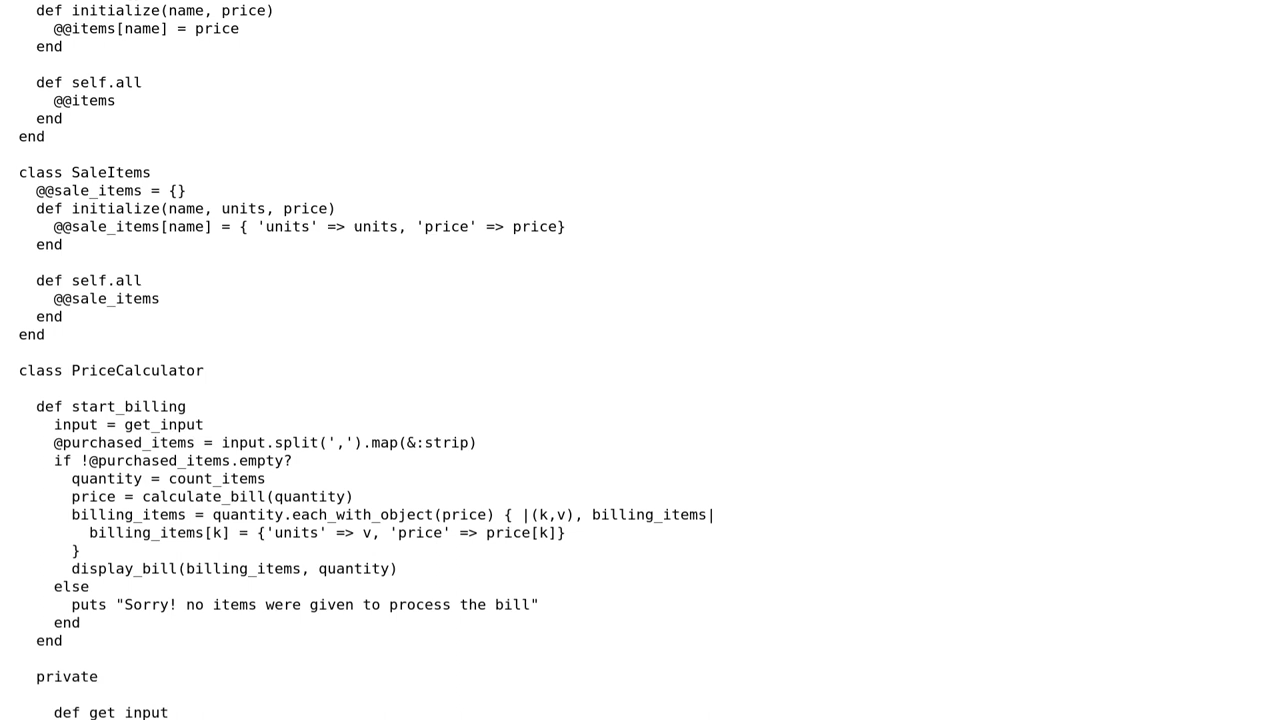 def initialize(name, price)
@@items[name] = price
end
def self.all
@@items
end
end
class SaleItems
@@sale_items = {}
def initialize(name, units, price)
@@sale_items[name] = { 'units' => units, 'price' => price}
end
def self.all
@@sale_items
end
end
class PriceCalculator
def start_billing
input = get_input
@purchased_items = input.split(',').map(&:strip)
if !@purchased_items.empty?
quantity = count_items
price = calculate_bill(quantity)
billing_items = quantity.each_with_object(price) { |(k,v), billing_items|
billing_items[k] = {'units' => v, 'price' => price[k]}
}
display_bill(billing_items, quantity)
else
puts "Sorry! no items were given to process the bill"
end
end
private
def get_input